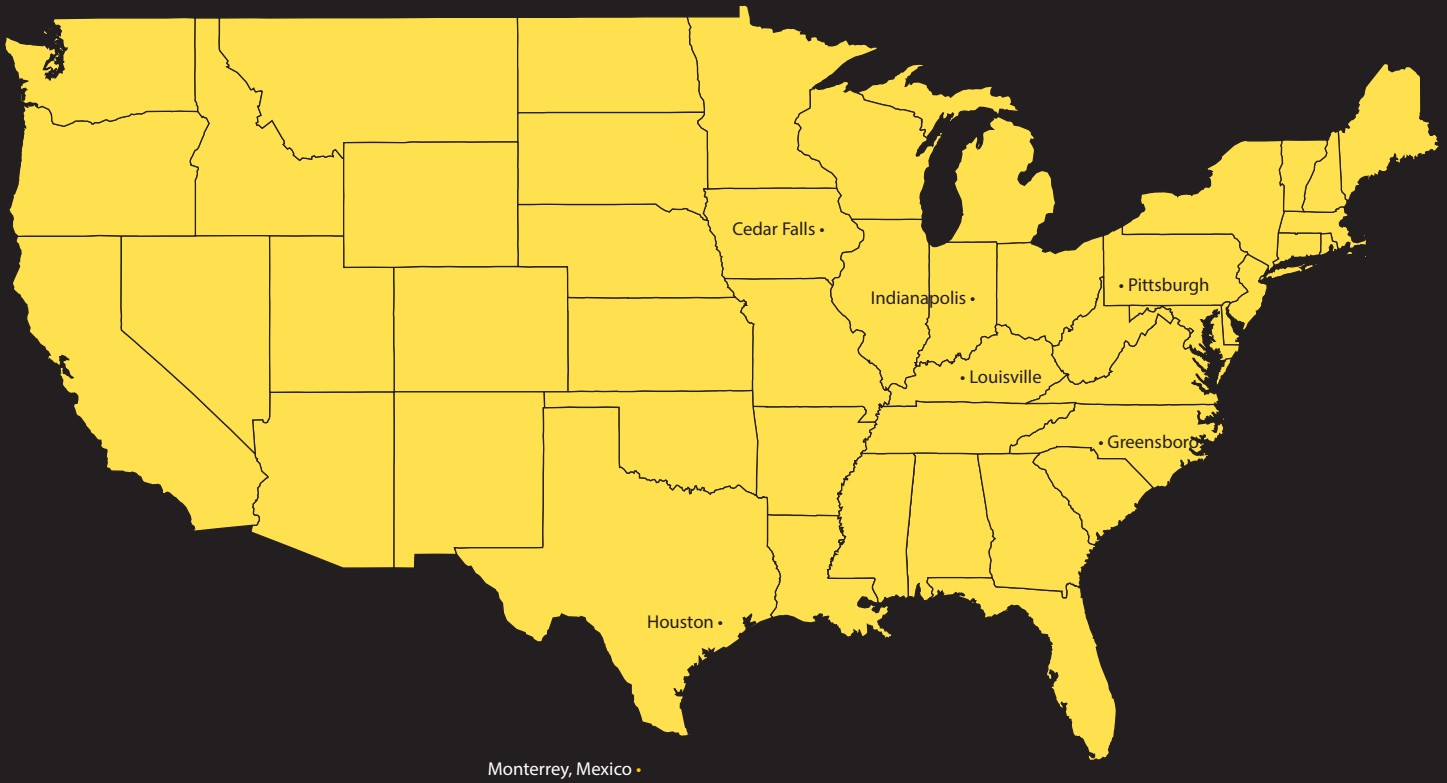 Cedar Falls •
• Pittsburgh
Indianapolis •
• Louisville
• Greensboro
Houston •
Monterrey, Mexico •